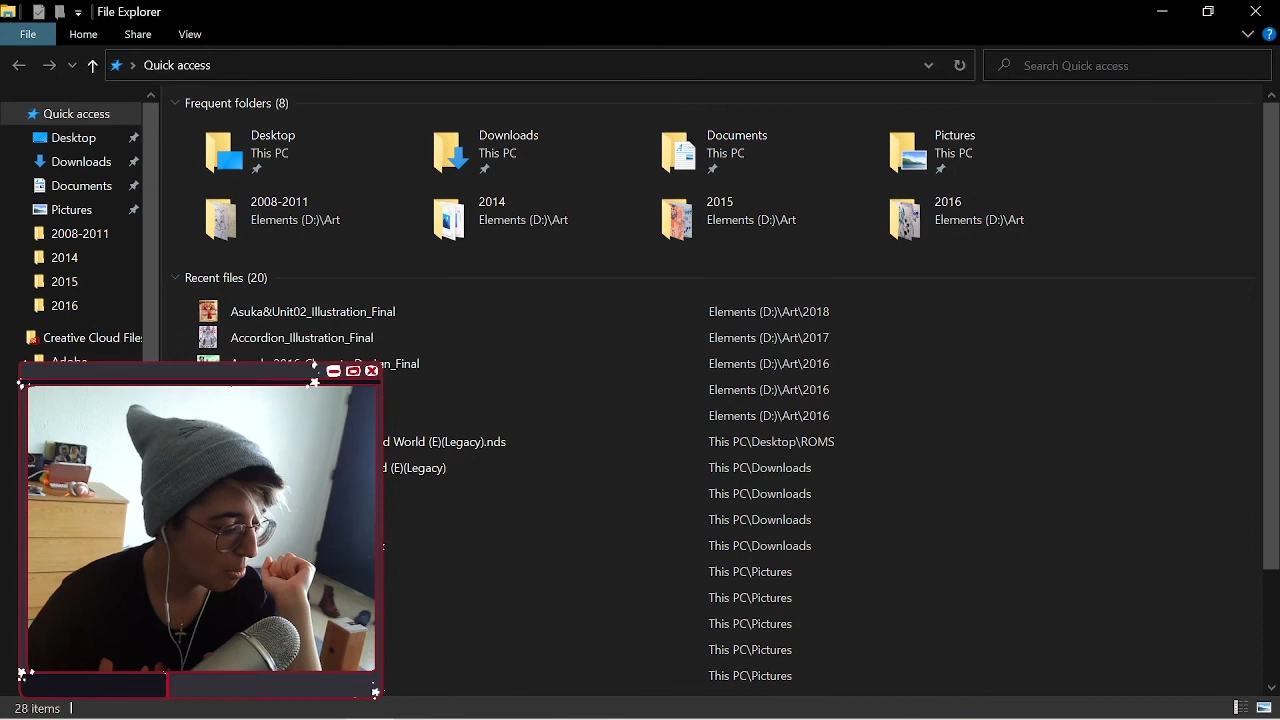 File Explorer
File Home Share View
Quick access
Search Quick access
Quick access
Desktop
Downloads
Documents
Pictures
2008-2011
2014
2015
2016
Creative Cloud File
Frequent folders (8)
Desktop Downloads Documents Pictures
This PC This PC This PC This PC
2008-2011 2014 2015 2016
Elements (D:)\Art Elements (D:)\Art Elements (D:)\Art Elements (D:)\Art
Recent files (20)
Asuka&Unit02_Illustration_Final Elements (D:)\Art\2018
Accordion_Illustration_Final Elements (D:)\Art\2017
_Final Elements (D:)\Art\2016
Elements (D:)\Art\2016
Elements (D:)\Art\2016
d World (E)(Legacy).nds This PC\Desktop\ROMS
d (E)(Legacy) This PC\Downloads
This PC\Downloads
This PC\Downloads
This PC\Downloads
This PC\Pictures
This PC\Pictures
This PC\Pictures
This PC\Pictures
This PC\Pictures
28 items